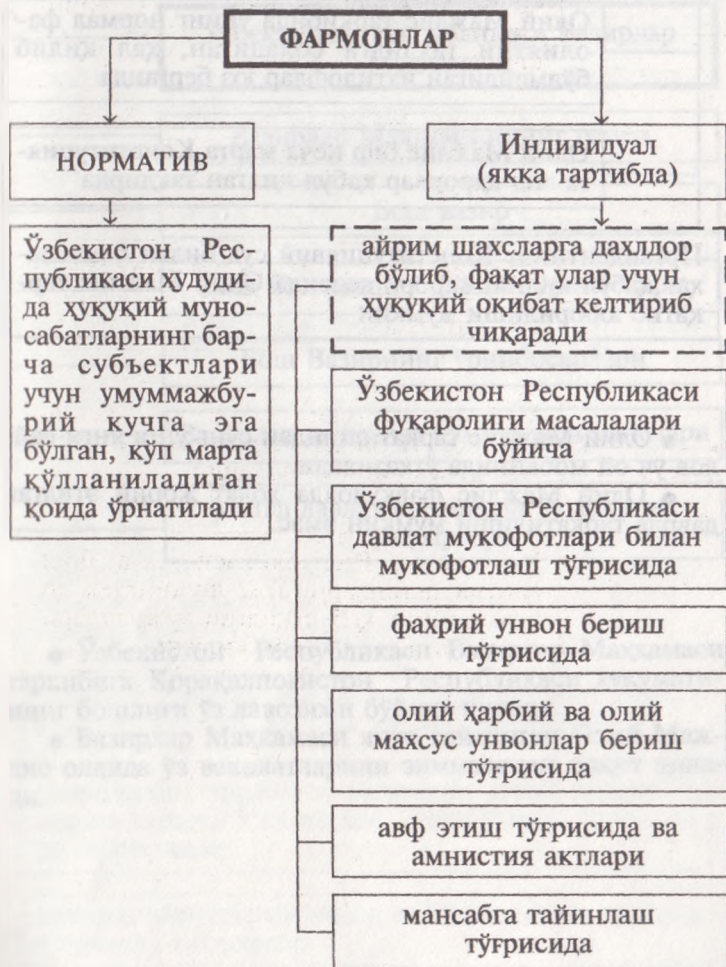 ФАРМОНЛАР
НОРМАТИВ
Индивидуал
(якка тартибда)
Ўзбекистон Рес-
публикаси ҳудуди-
да ҳуқуқий муно-
сабатларнинг бар-
ча субъектлари
учун умуммажбу-
рий кучга эга
бўлган, кўп марта
қўлланиладиган
қоида ўрнатилади
айрим шахсларга дахлдор
бўлиб, фақат улар учун
ҳуқуқий оқибат келтириб
чиқаради
Ўзбекистон Республикаси
фуқаролиги масалалари
бўйича
Ўзбекистон Республикаси
давлат мукофотлари билан
мукофотлаш тўғрисида
фахрий унвон бериш
тўғрисида
олий ҳарбий ва олий
махсус унвонлар бериш
тўғрисида
авф этиш тўғрисида ва
амнистия актлари
мансабга тайинлаш
тўғрисида